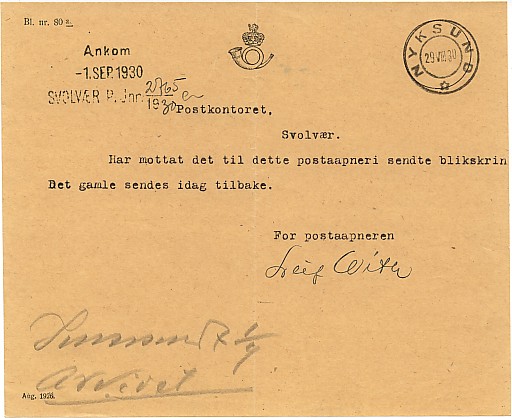 Bl. nr. 80 a.
Ankom
-1.SEP.1930
SVOLVÆR P. Jnr. 2765/1930
NYKSUND
29 VIII 30
Postkontoret,
Svolvær.
Har mottat det til dette postaapneri sendte blikskrin
Det gamle sendes idag tilbake.
For postaapneren
Leif
Aug. 1926.